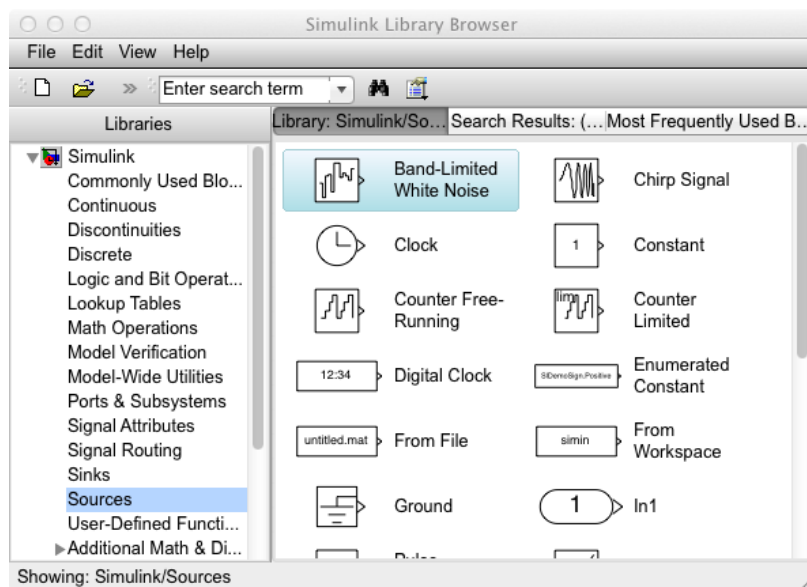 Simulink Library Browser
File Edit View Help
» Enter search term
Libraries
Library: Simulink/So... Search Results: (... Most Frequently Used B...
Simulink
Commonly Used Blo...
Continuous
Discontinuities
Discrete
Logic and Bit Operat...
Lookup Tables
Math Operations
Model Verification
Model-Wide Utilities
Ports & Subsystems
Signal Attributes
Signal Routing
Sinks
Sources
User-Defined Functi...
Additional Math & Di...
Band-Limited
White Noise
Chirp Signal
Clock
1
Constant
Counter Free-
Running
lim
Counter
Limited
12:34
Digital Clock
SlDemoSign.Positive
Enumerated
Constant
untitled.mat
From File
simin
From
Workspace
Ground
1
In1
Showing: Simulink/Sources